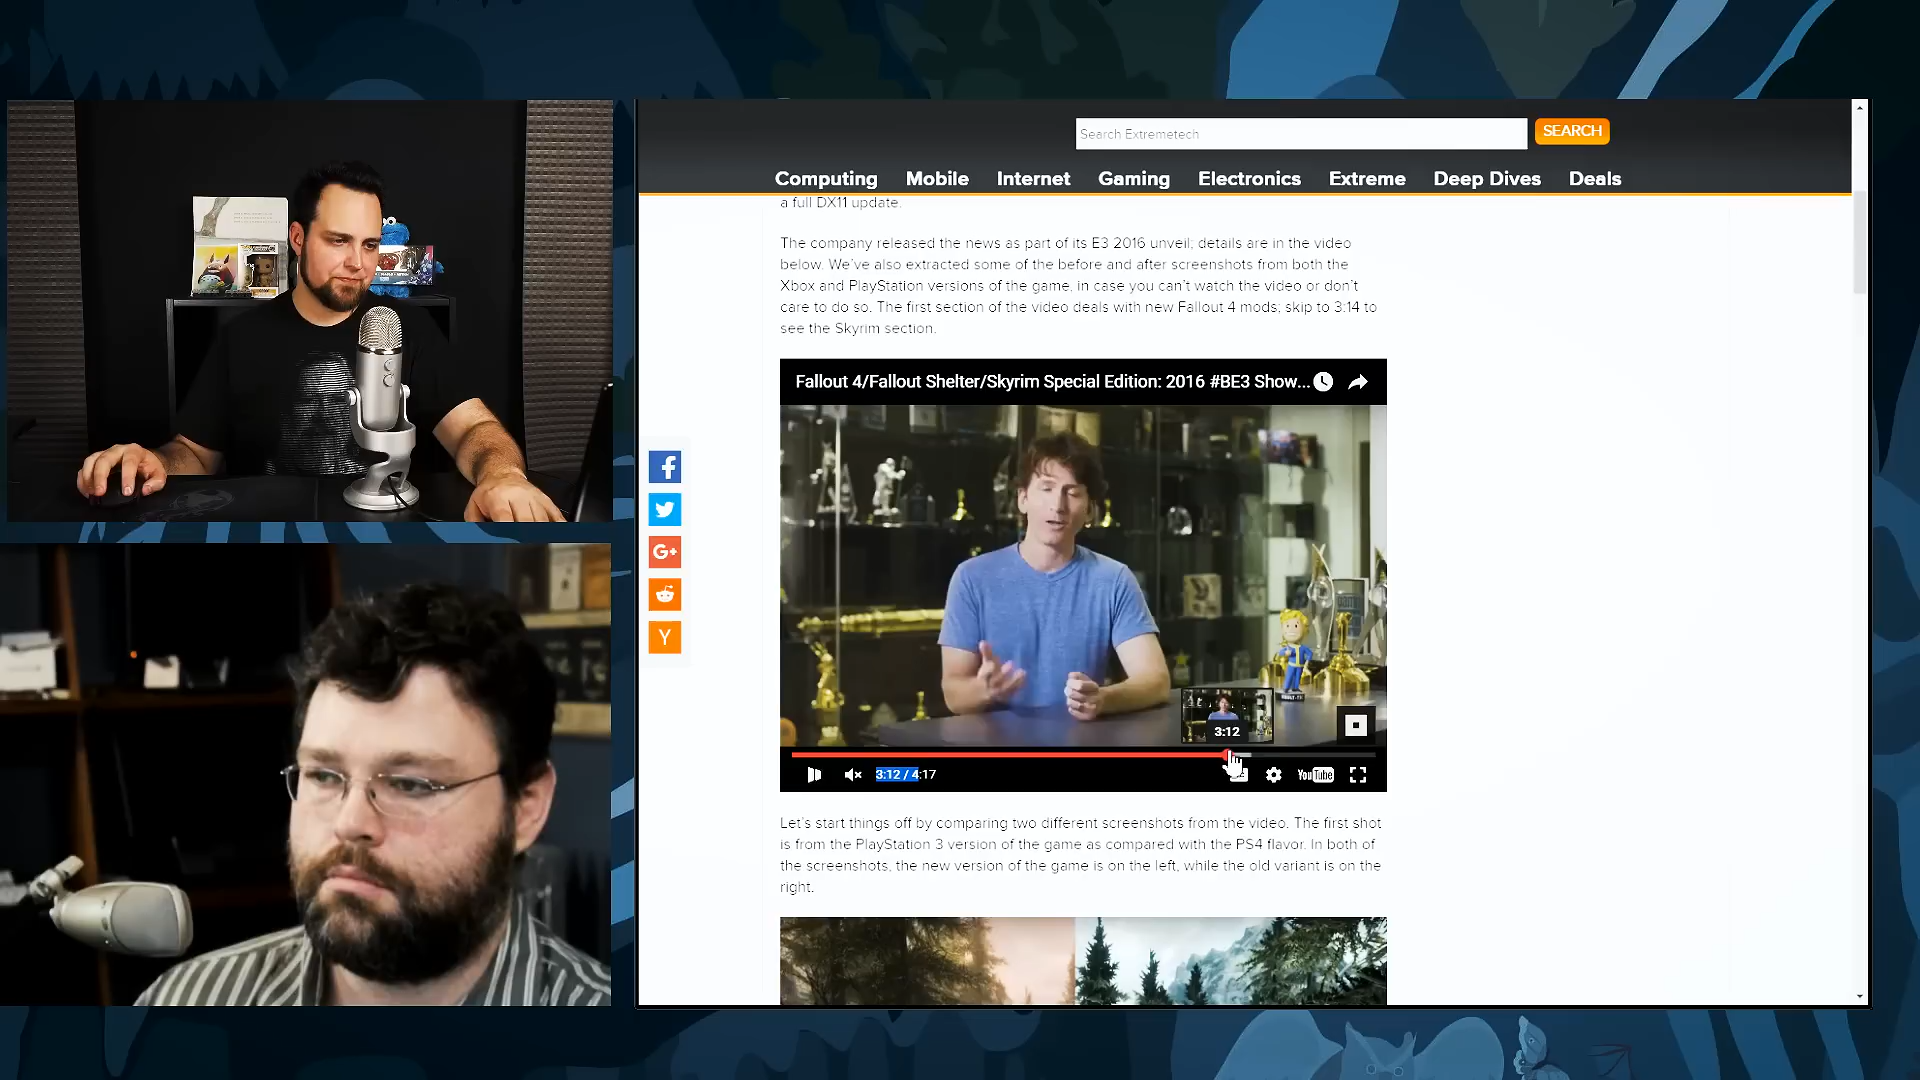 Search Extremetech
SEARCH
Computing Mobile Internet Gaming Electronics Extreme Deep Dives Deals
a full DX11 update.
The company released the news as part of its E3 2016 unveil; details are in the video
below. We've also extracted some of the before and after screenshots from both the
Xbox and PlayStation versions of the game, in case you can't watch the video or don't
care to do so. The first section of the video deals with new Fallout 4 mods; skip to 3:14 to
see the Skyrim section.
Fallout 4/Fallout Shelter/Skyrim Special Edition: 2016 #BE3 Show...
3:12
3:12 / 4:17
YouTube
Let's start things off by comparing two different screenshots from the video. The first shot
is from the PlayStation 3 version of the game as compared with the PS4 flavor. In both of
the screenshots, the new version of the game is on the left, while the old variant is on the
right.